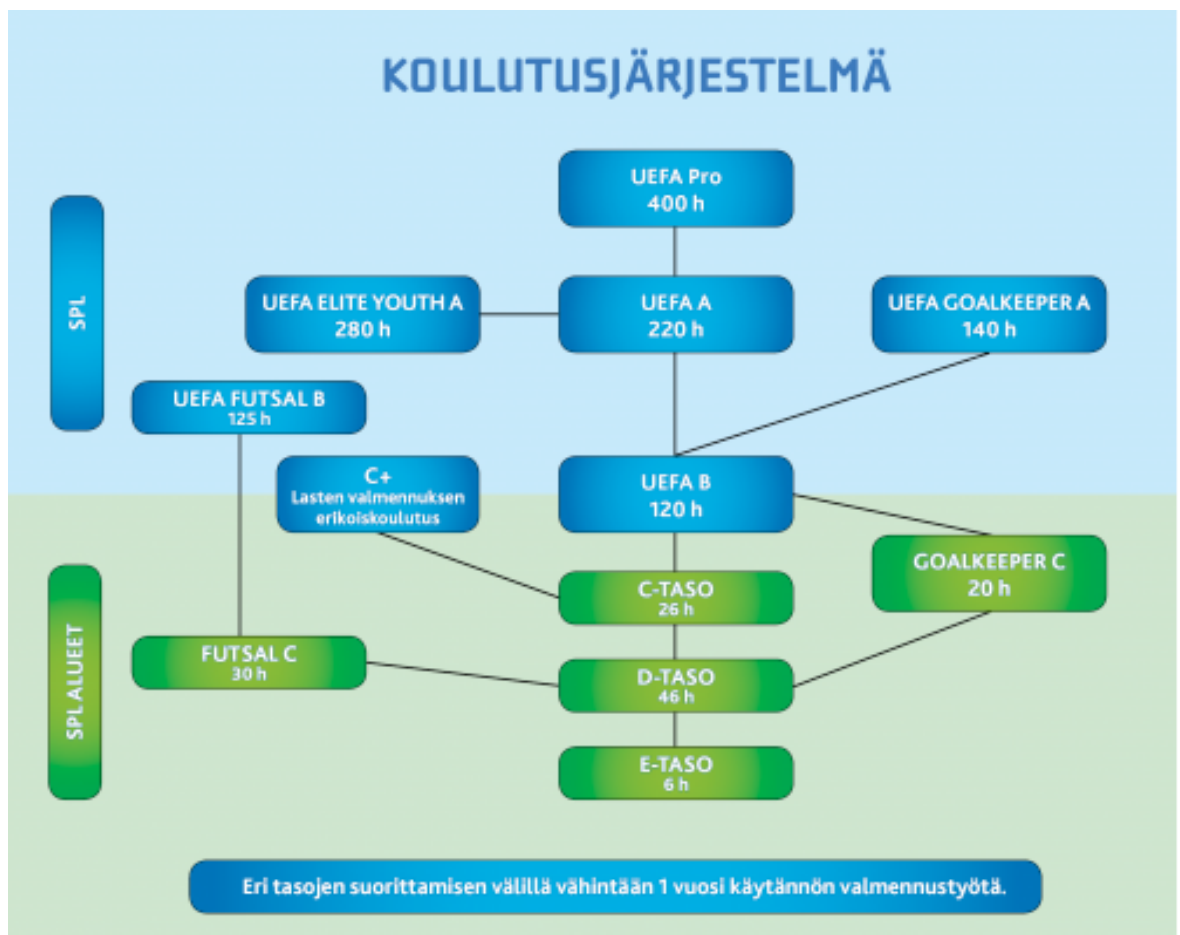 KOULUTUSJÄRJESTELMÄ
SPL
UEFA Pro
400 h
UEFA ELITE YOUTH A
280 h
UEFA A
220 h
UEFA GOALKEEPER A
140 h
UEFA FUTSAL B
125 h
C+
Lasten valmennuksen
erikoiskoulutus
UEFA B
120 h
SPL ALUEET
GOALKEEPER C
20 h
C-TASO
26 h
FUTSAL C
30 h
D-TASO
46 h
E-TASO
6 h
Eri tasojen suorittamisen välillä vähintään 1 vuosi käytännön valmennustyötä.